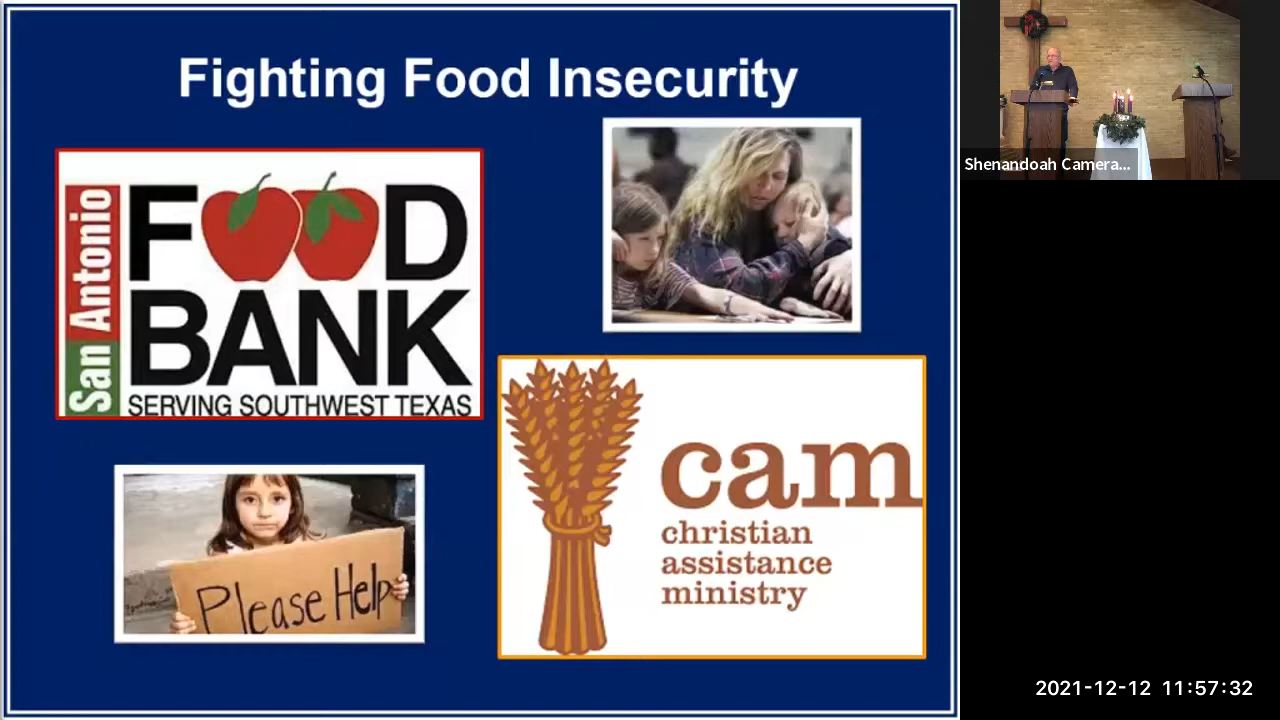 Fighting Food Insecurity
San Antonio
FOOD
BANK
SERVING SOUTHWEST TEXAS
cam
christian
assistance
ministry
Please Help
Shenandoah Camera...
2021-12-12 11:57:32